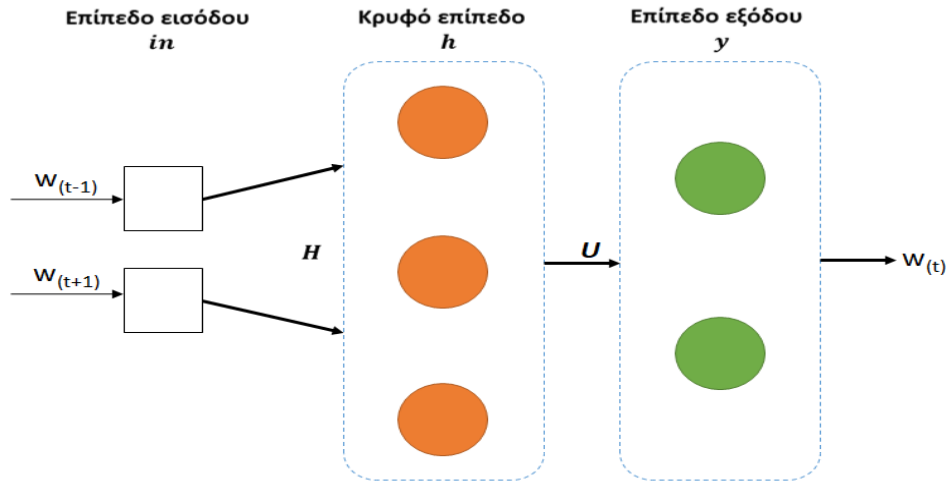 Επίπεδο εισόδου
in
Κρυφό επίπεδο
h
Επίπεδο εξόδου
y
w(t-1)
w(t+1)
H
U
w(t)